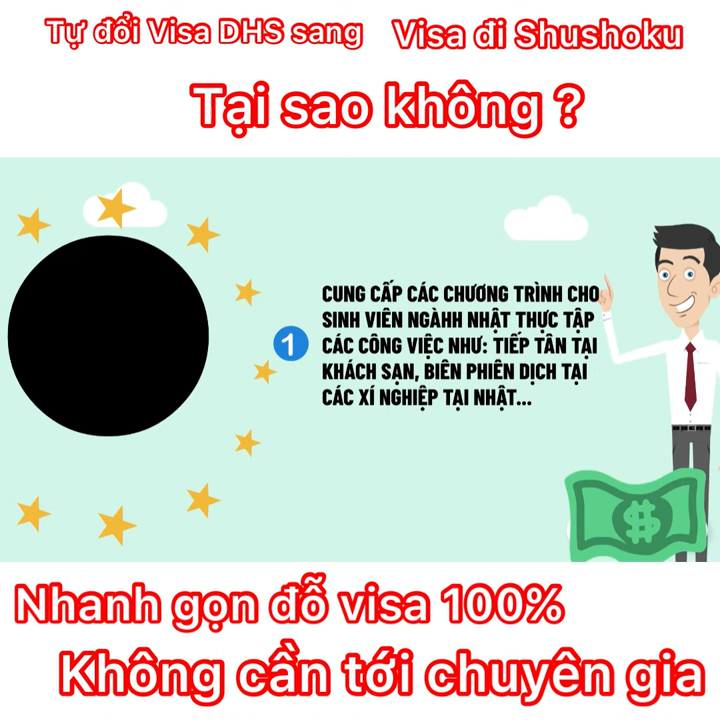 Tự đổi Visa DHS sang Visa đi Shushoku
Tại sao không ?
CUNG CẤP CÁC CHƯƠNG TRÌNH CHO
SINH VIÊN NGÀHH NHẬT THỰC TẬP
1 CÁC CÔNG VIỆC NHƯ: TIẾP TÂN TẠI
KHÁCH SẠN, BIÊN PHIÊN DỊCH TẠI
CÁC XÍ NGHIỆP TẠI NHẬT...
Nhanh gọn đỗ visa 100%
Không cần tới chuyên gia